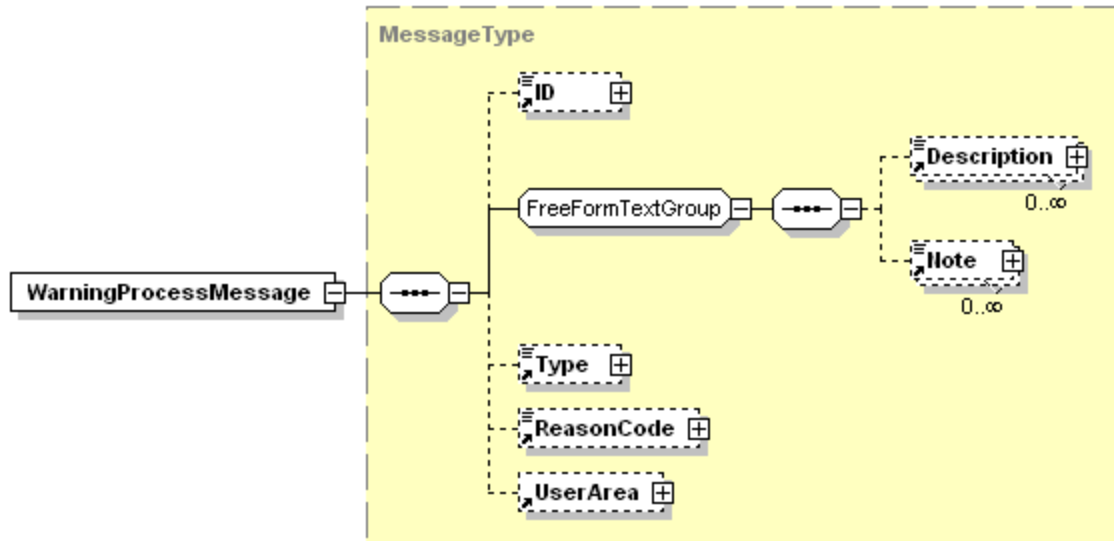 MessageType
ID
Description
0..∞
FreeFormTextGroup
Note
0..∞
WarningProcessMessage
Type
ReasonCode
UserArea